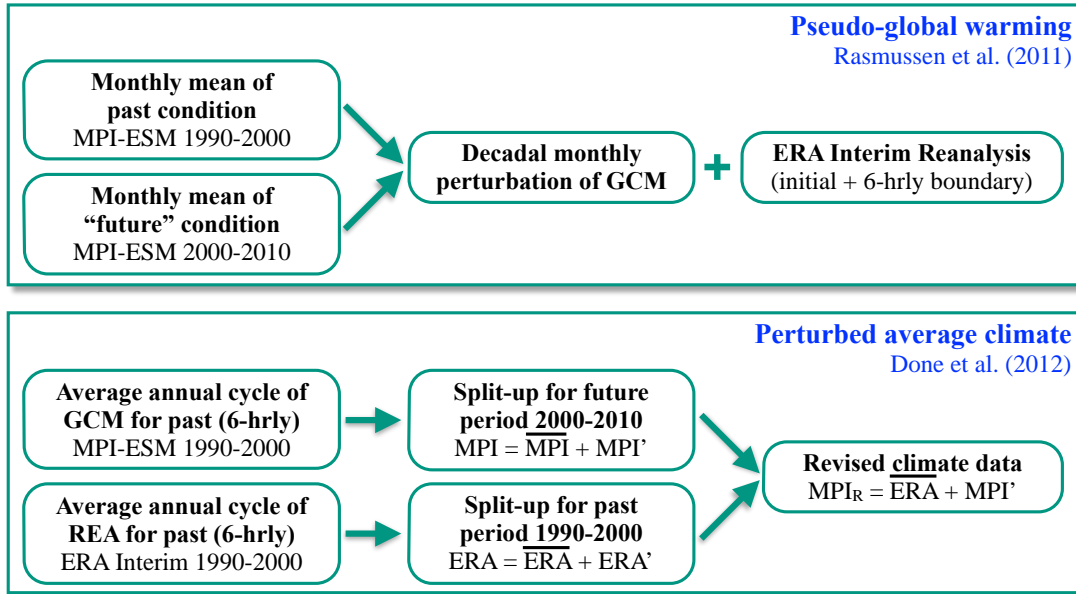 Pseudo-global warming
Rasmussen et al. (2011)
Monthly mean of
past condition
MPI-ESM 1990-2000
Monthly mean of
“future” condition
MPI-ESM 2000-2010
Decadal monthly
perturbation of GCM
+
ERA Interim Reanalysis
(initial + 6-hrly boundary)
Perturbed average climate
Done et al. (2012)
Average annual cycle of
GCM for past (6-hrly)
MPI-ESM 1990-2000
Average annual cycle of
REA for past (6-hrly)
ERA Interim 1990-2000
Split-up for future
period 2000-2010
MPI = M̅P̅I̅ + MPI’
Split-up for past
period 1990-2000
ERA = E̅R̅A̅ + ERA’
Revised climate data
MPI_R = E̅R̅A̅ + MPI’